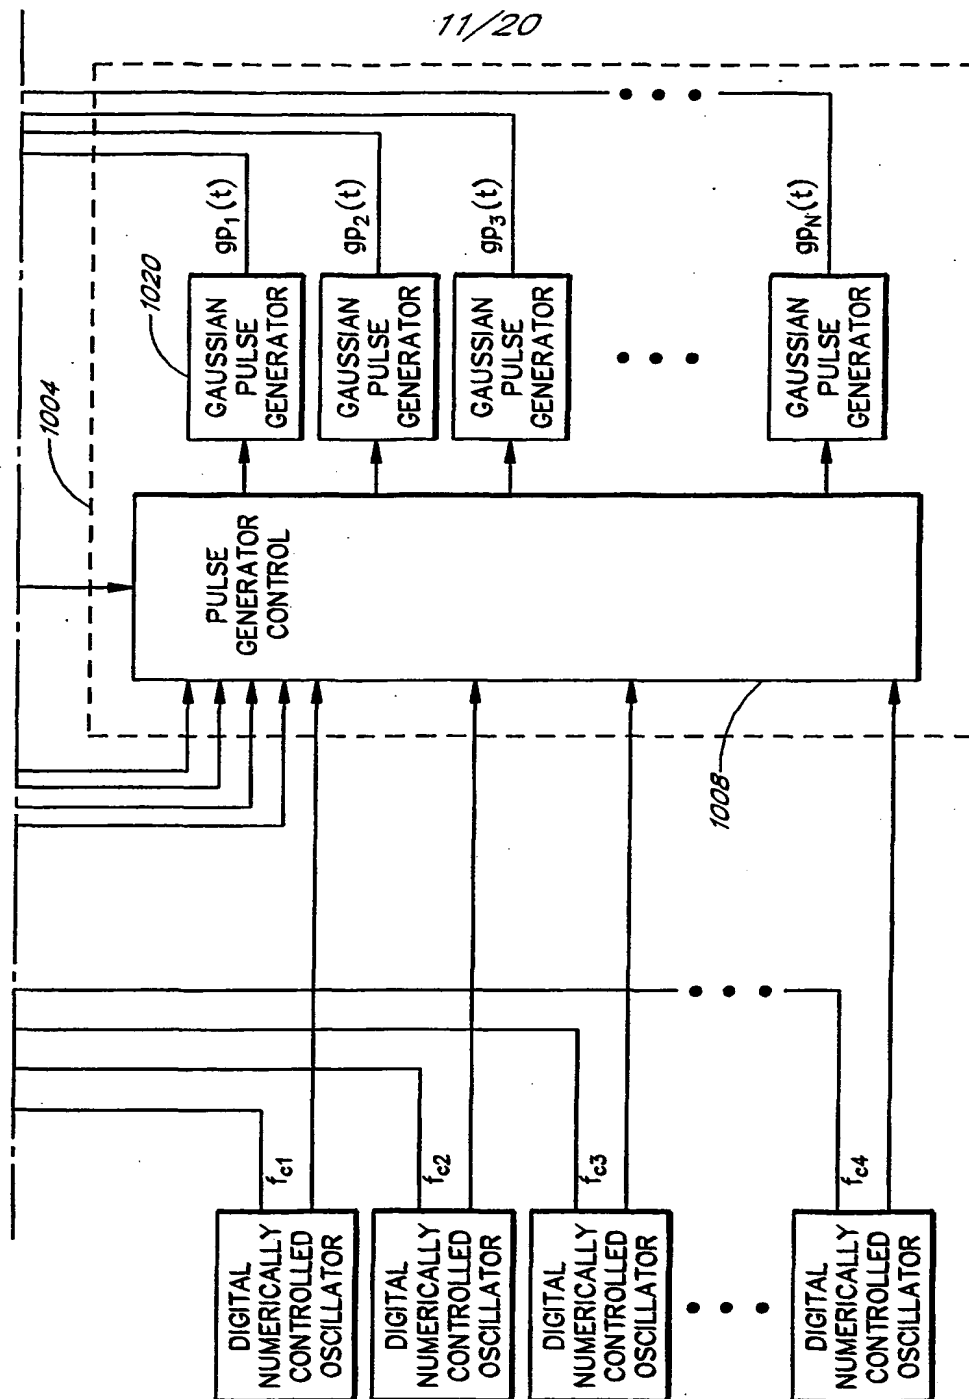 11/20
1004
1020
GAUSSIAN
PULSE
GENERATOR
gp1(t)
GAUSSIAN
PULSE
GENERATOR
gp2(t)
GAUSSIAN
PULSE
GENERATOR
gp3(t)
GAUSSIAN
PULSE
GENERATOR
gpN(t)
PULSE
GENERATOR
CONTROL
1008
DIGITAL
NUMERICALLY
CONTROLLED
OSCILLATOR
fc1
DIGITAL
NUMERICALLY
CONTROLLED
OSCILLATOR
fc2
DIGITAL
NUMERICALLY
CONTROLLED
OSCILLATOR
fc3
DIGITAL
NUMERICALLY
CONTROLLED
OSCILLATOR
fc4